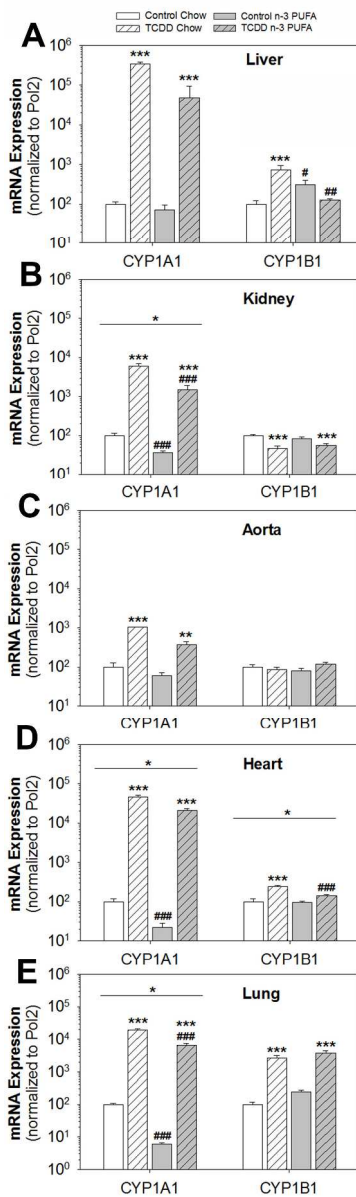 Control Chow Control n-3 PUFA
TCDD Chow TCDD n-3 PUFA
A
Liver
mRNA Expression
(normalized to Pol2)
10⁶
10⁵
10⁴
10³
10²
10¹
*** *** *** # ##
CYP1A1 CYP1B1
B
Kidney
mRNA Expression
(normalized to Pol2)
10⁶
10⁵
10⁴
10³
10²
10¹
*
*** ***
###
### *** ***
CYP1A1 CYP1B1
C
Aorta
mRNA Expression
(normalized to Pol2)
10⁶
10⁵
10⁴
10³
10²
10¹
*** **
CYP1A1 CYP1B1
D
Heart
mRNA Expression
(normalized to Pol2)
10⁶
10⁵
10⁴
10³
10²
10¹
* *
*** ***
### *** ###
CYP1A1 CYP1B1
E
Lung
mRNA Expression
(normalized to Pol2)
10⁶
10⁵
10⁴
10³
10²
10¹
10⁰
*
*** ***
###
### *** ***
CYP1A1 CYP1B1